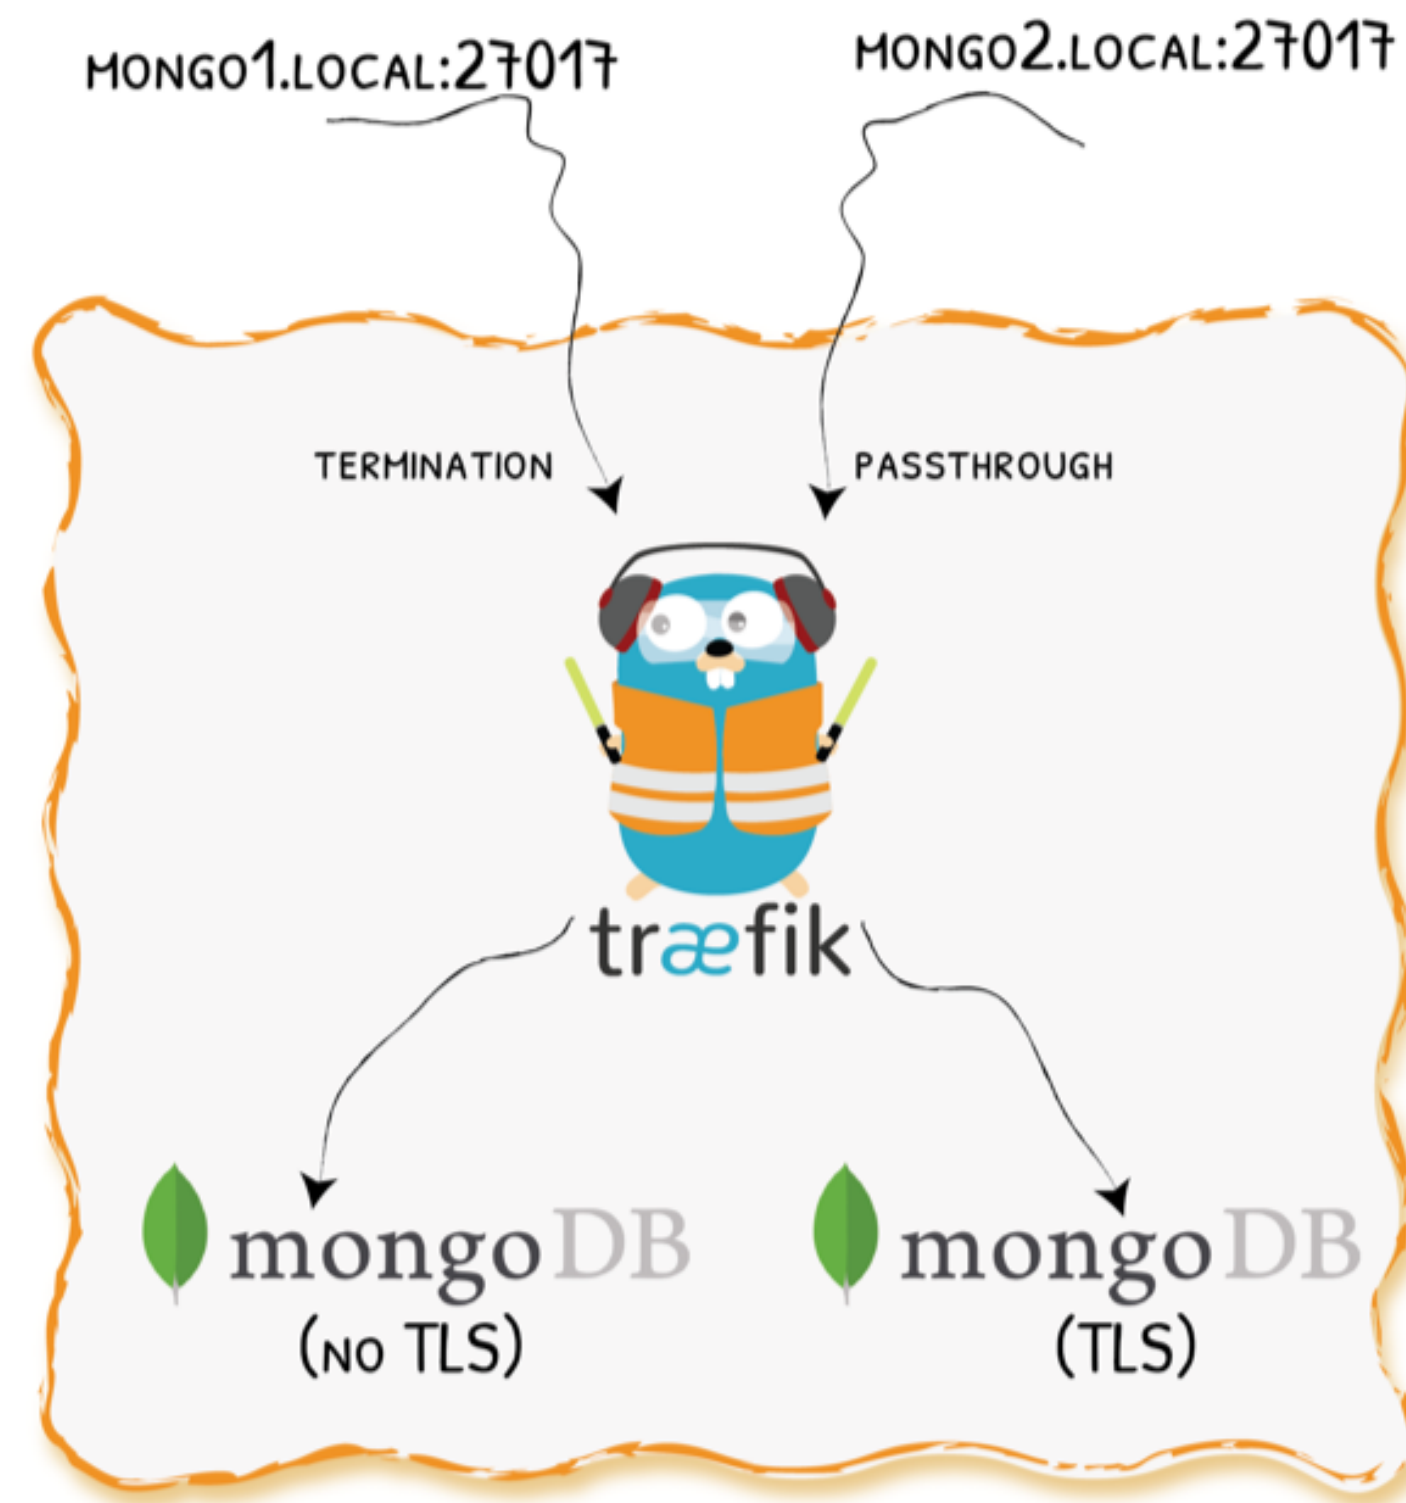 MONGO1.LOCAL:27017
MONGO2.LOCAL:27017
TERMINATION
PASSTHROUGH
træfik
mongoDB
(NO TLS)
mongoDB
(TLS)